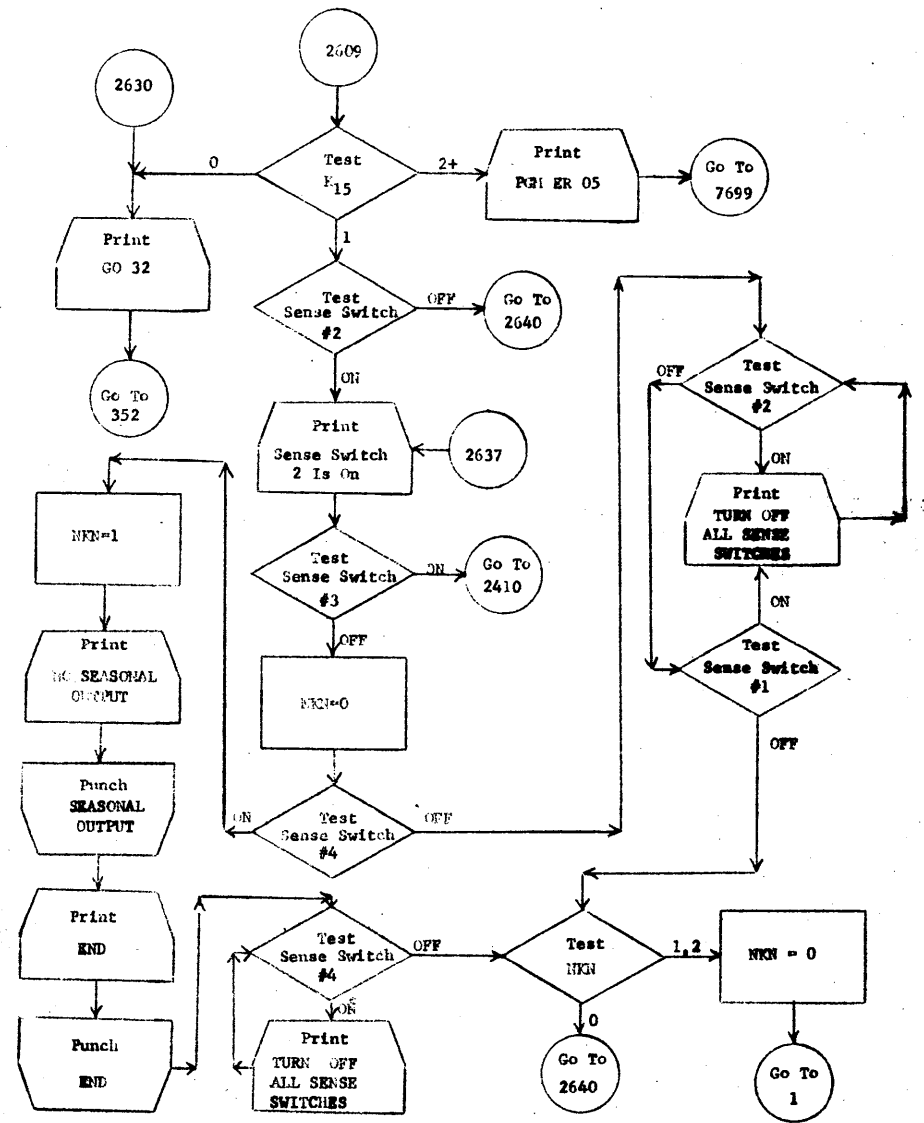 2609
2630
0
Test
K15
2+
Print
PGM ER 05
Go To
7699
Print
GO 32
1
Test
Sense Switch
#2
OFF
Go To
2640
Go To
352
ON
Print
Sense Switch
2 Is On
2637
OFF
Test
Sense Switch
#2
ON
Print
TURN OFF
ALL SENSE
SWITCHES
NKN=1
Test
Sense Switch
#3
ON
Go To
2410
OFF
ON
Test
Sense Switch
#1
OFF
Print
NO SEASONAL
OUTPUT
NKN=0
Punch
SEASONAL
OUTPUT
ON
Test
Sense Switch
#4
OFF
Print
END
Test
Sense Switch
#4
OFF
ON
Test
NKN
1,2
NKN = 0
0
Punch
END
Print
TURN OFF
ALL SENSE
SWITCHES
Go To
2640
Go To
1